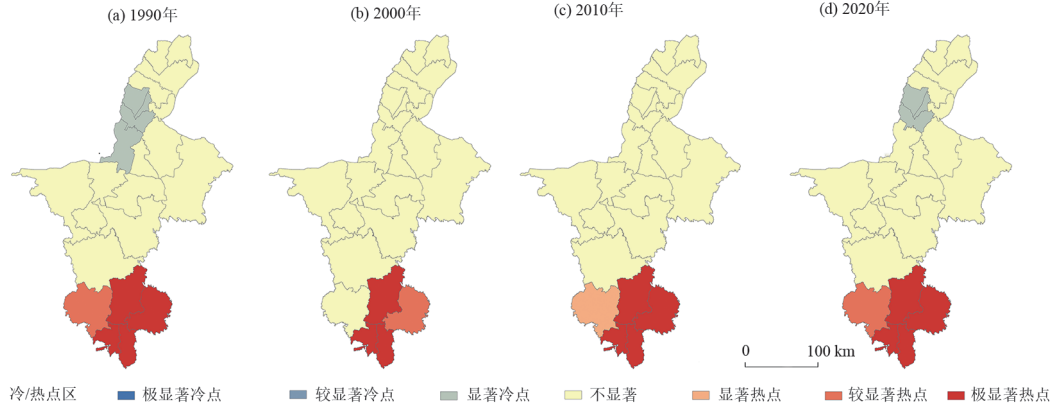 (a) 1990年
(b) 2000年
(c) 2010年
(d) 2020年
0 100 km
冷/热点区 极显著冷点 较显著冷点 显著冷点 不显著 显著热点 较显著热点 极显著热点